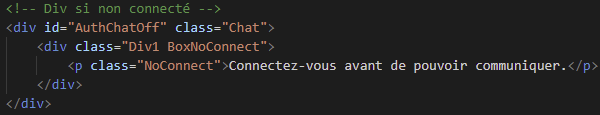 <!-- Div si non connecté -->
<div id="AuthChatOff" class="Chat">
    <div class="Div1 BoxNoConnect">
        <p class="NoConnect">Connectez-vous avant de pouvoir communiquer.</p>
    </div>
</div>